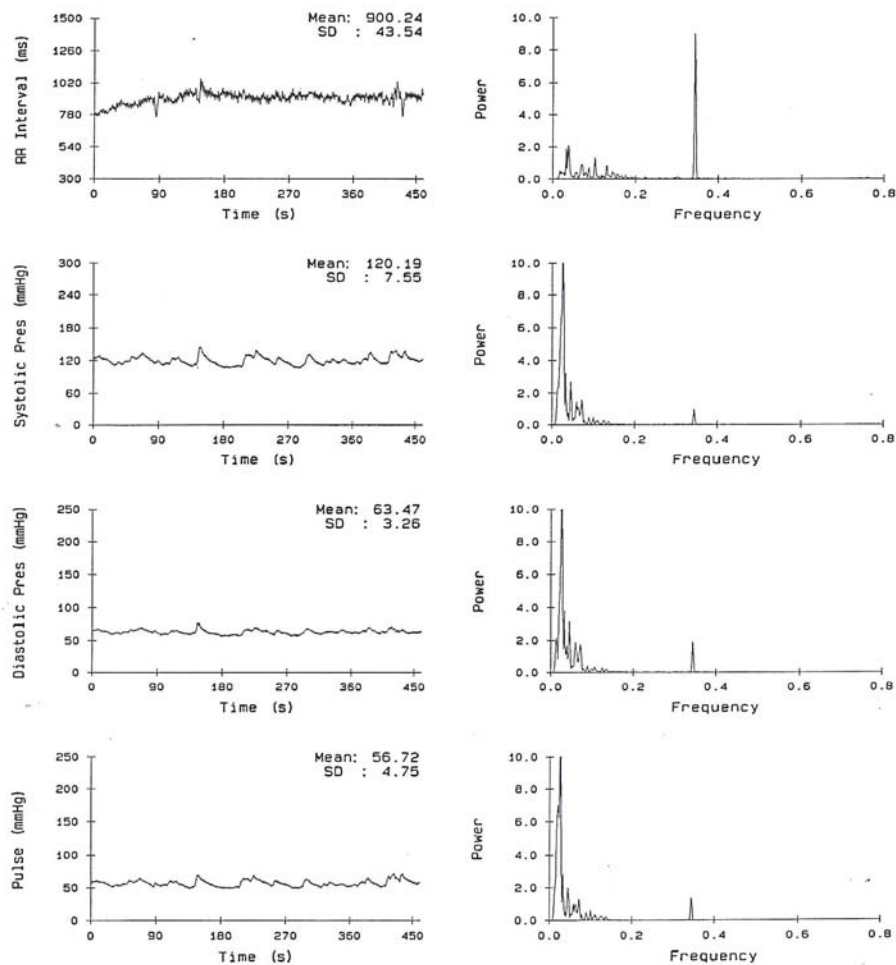 RR Interval (ms)
1500
1260
1020
780
540
300
Mean: 900.24
SD : 43.54
0 90 180 270 360 450
Time (s)
Power
10.0
8.0
6.0
4.0
2.0
0.0
0.0 0.2 0.4 0.6 0.8
Frequency
Systolic Pres (mmHg)
300
240
180
120
60
0
Mean: 120.19
SD : 7.55
0 90 180 270 360 450
Time (s)
Power
10.0
8.0
6.0
4.0
2.0
0.0
0.0 0.2 0.4 0.6 0.8
Frequency
Diastolic Pres (mmHg)
250
200
150
100
50
0
Mean: 63.47
SD : 3.26
0 90 180 270 360 450
Time (s)
Power
10.0
8.0
6.0
4.0
2.0
0.0
0.0 0.2 0.4 0.6 0.8
Frequency
Pulse (mmHg)
250
200
150
100
50
0
Mean: 56.72
SD : 4.75
0 90 180 270 360 450
Time (s)
Power
10.0
8.0
6.0
4.0
2.0
0.0
0.0 0.2 0.4 0.6 0.8
Frequency